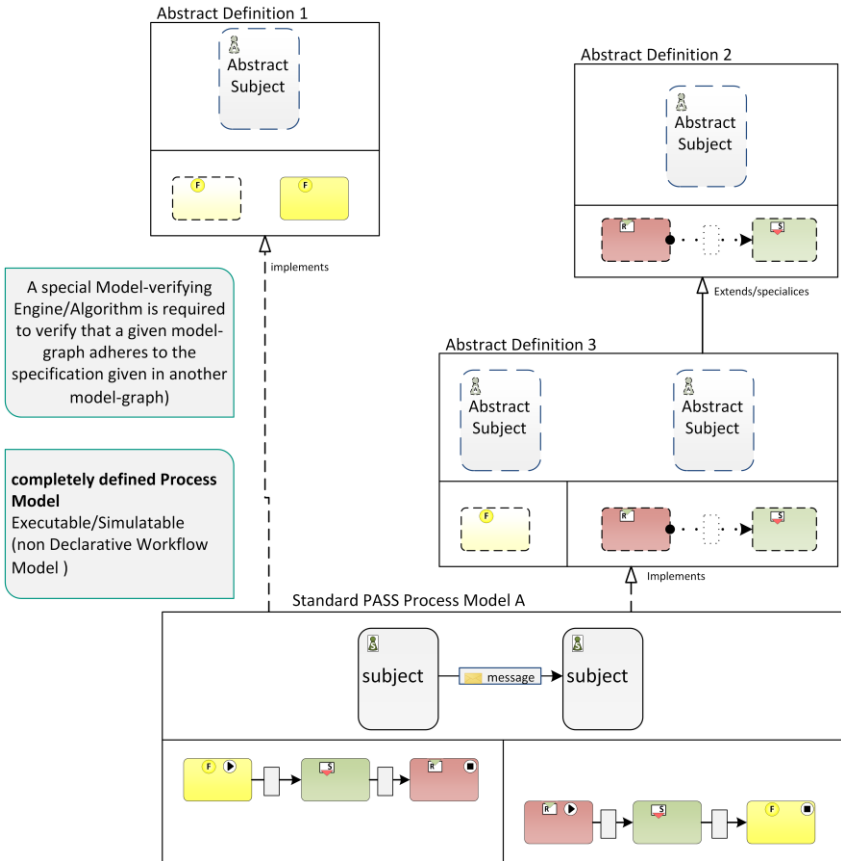 Abstract Definition 1
Abstract
Subject
F
F
implements
Abstract Definition 2
Abstract
Subject
R
S
Extends/specialices
A special Model-verifying
Engine/Algorithm is required
to verify that a given model-
graph adheres to the
specification given in another
model-graph)
Abstract Definition 3
Abstract
Subject
Abstract
Subject
F
R
S
Implements
completely defined Process
Model
Executable/Simulatable
(non Declarative Workflow
Model )
Standard PASS Process Model A
subject
message
subject
F
S
R
R
S
F